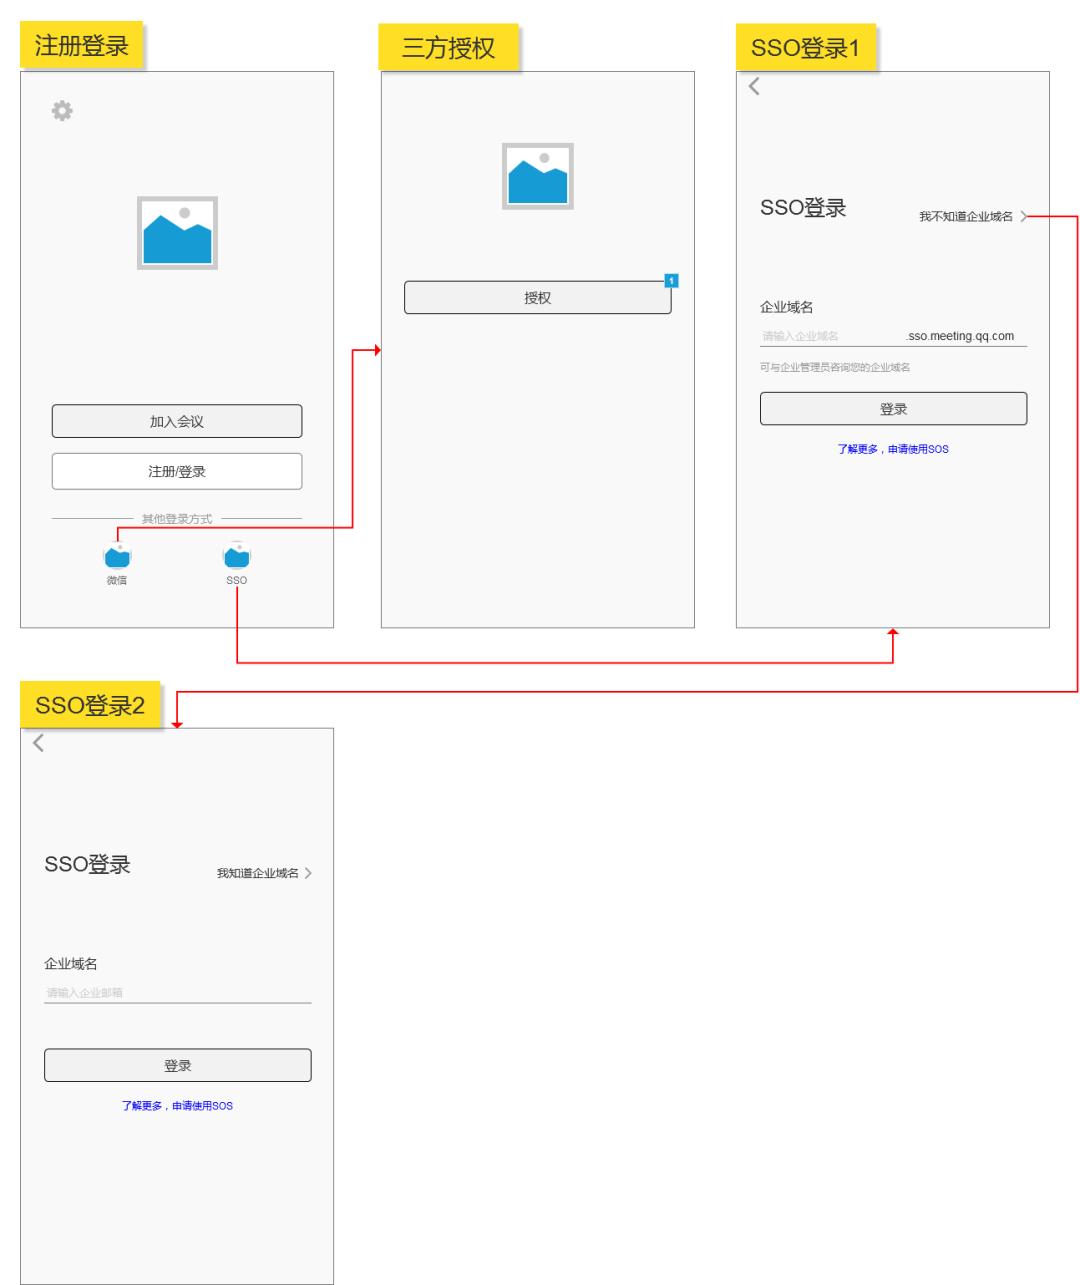 注册登录
加入会议
注册/登录
其他登录方式
微信
SSO
三方授权
1
授权
SSO登录1
SSO登录
我不知道企业域名
企业域名
请输入企业域名
.sso.meeting.qq.com
可与企业管理员咨询您的企业域名
登录
了解更多，申请使用SOS
SSO登录2
SSO登录
我知道企业域名
企业域名
请输入企业邮箱
登录
了解更多，申请使用SOS